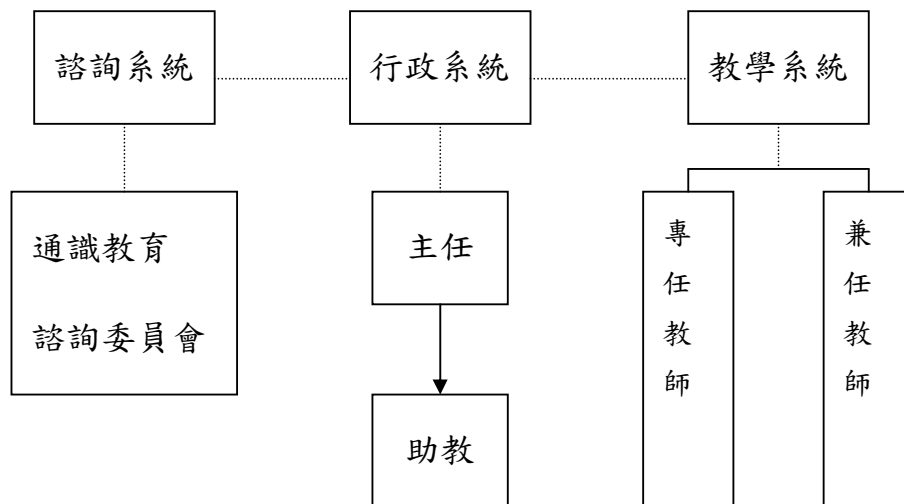 諮詢系統
行政系統
教學系統
通識教育
諮詢委員會
主任
助教
專任教師
兼任教師